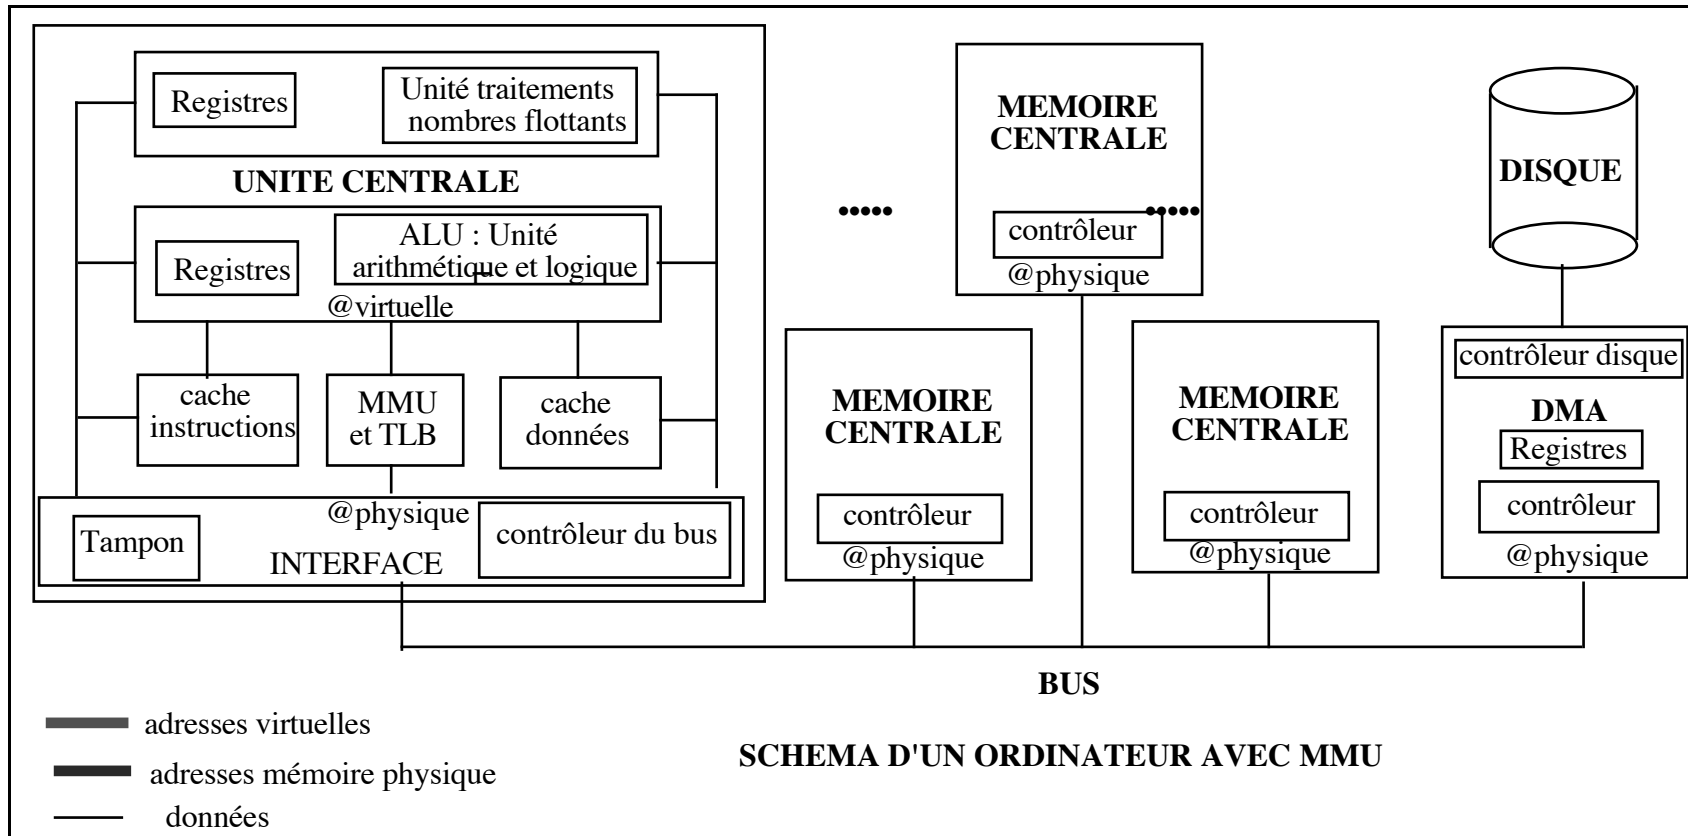 Registres
Unité traitements
nombres flottants
UNITE CENTRALE
Registres
ALU : Unité
arithmétique et logique
@virtuelle
cache
instructions
MMU
et TLB
cache
données
@physique
Tampon
INTERFACE
contrôleur du bus
MEMOIRE
CENTRALE
contrôleur
@physique
MEMOIRE
CENTRALE
contrôleur
@physique
MEMOIRE
CENTRALE
contrôleur
@physique
DISQUE
contrôleur disque
DMA
Registres
contrôleur
@physique
BUS
adresses virtuelles
adresses mémoire physique
données
SCHEMA D'UN ORDINATEUR AVEC MMU